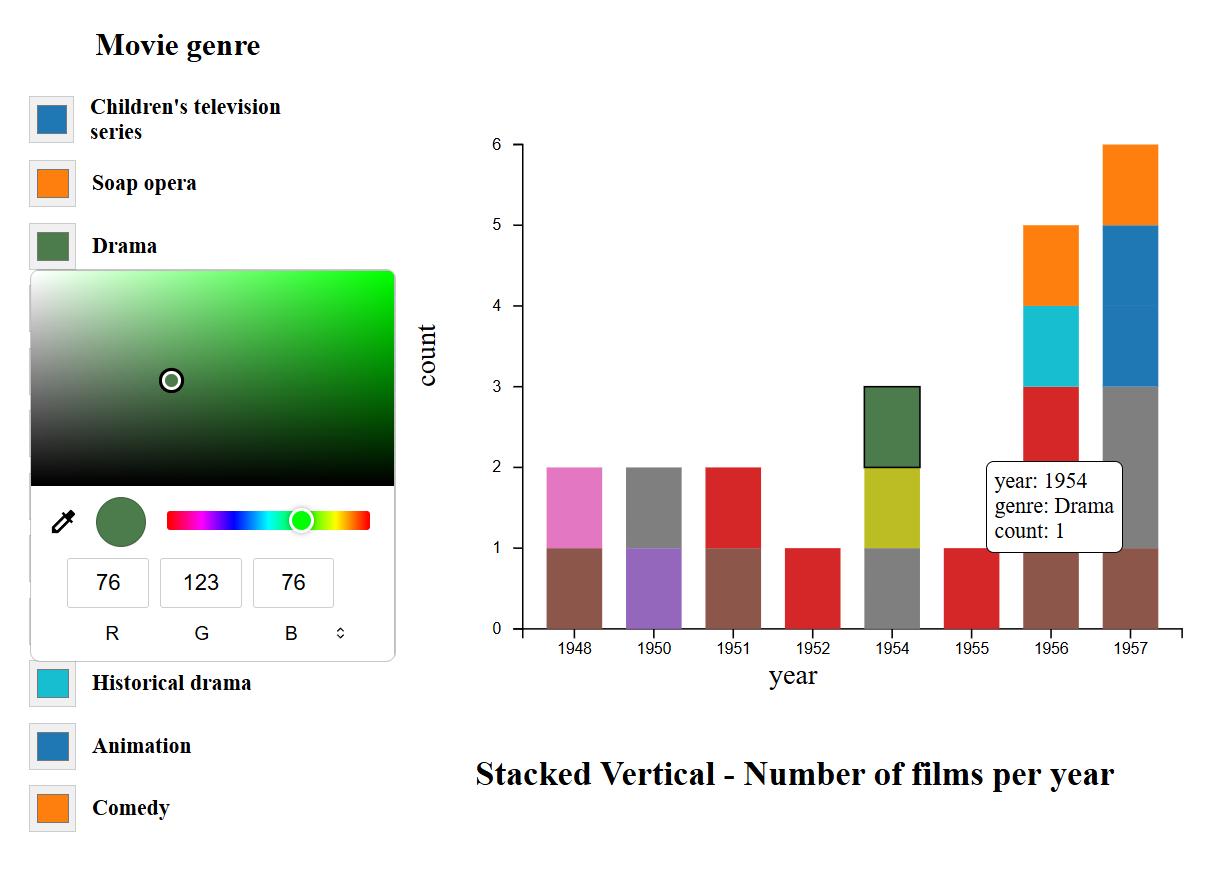 Movie genre
Children's television
series
Soap opera
Drama
76 123 76
R G B
Historical drama
Animation
Comedy
6
5
4
3
2
1
0
count
year: 1954
genre: Drama
count: 1
1948 1950 1951 1952 1954 1955 1956 1957
year
Stacked Vertical - Number of films per year